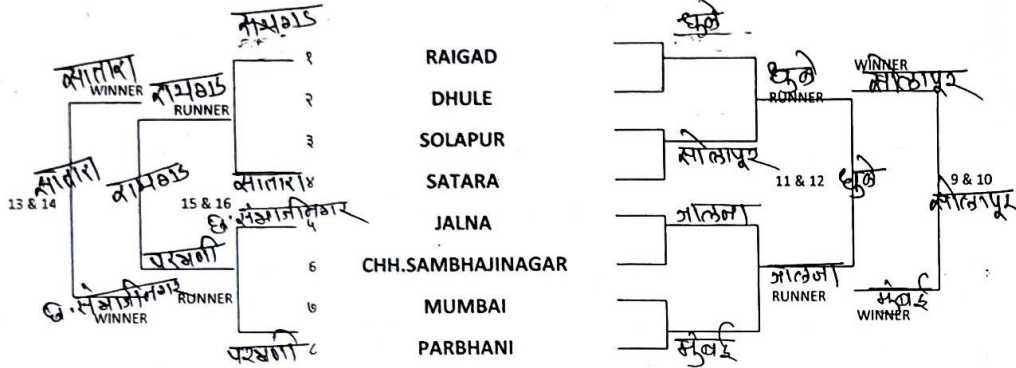 रायगड धुळे
१ RAIGAD
सातारा WINNER रायगड RUNNER धुळे RUNNER WINNER सोलापूर
२ DHULE
३ SOLAPUR
सोलापूर
सातारा ४ SATARA
सातारा 13 & 14 रायगड 15 & 16 11 & 12 धुळे 9 & 10 सोलापूर
छ. संभाजीनगर ५ JALNA जालना
परभणी 6 CHH.SAMBHAJINAGAR जालना RUNNER
छ. संभाजीनगर WINNER RUNNER ७ MUMBAI मुंबई WINNER
परभणी ८ PARBHANI मुंबई